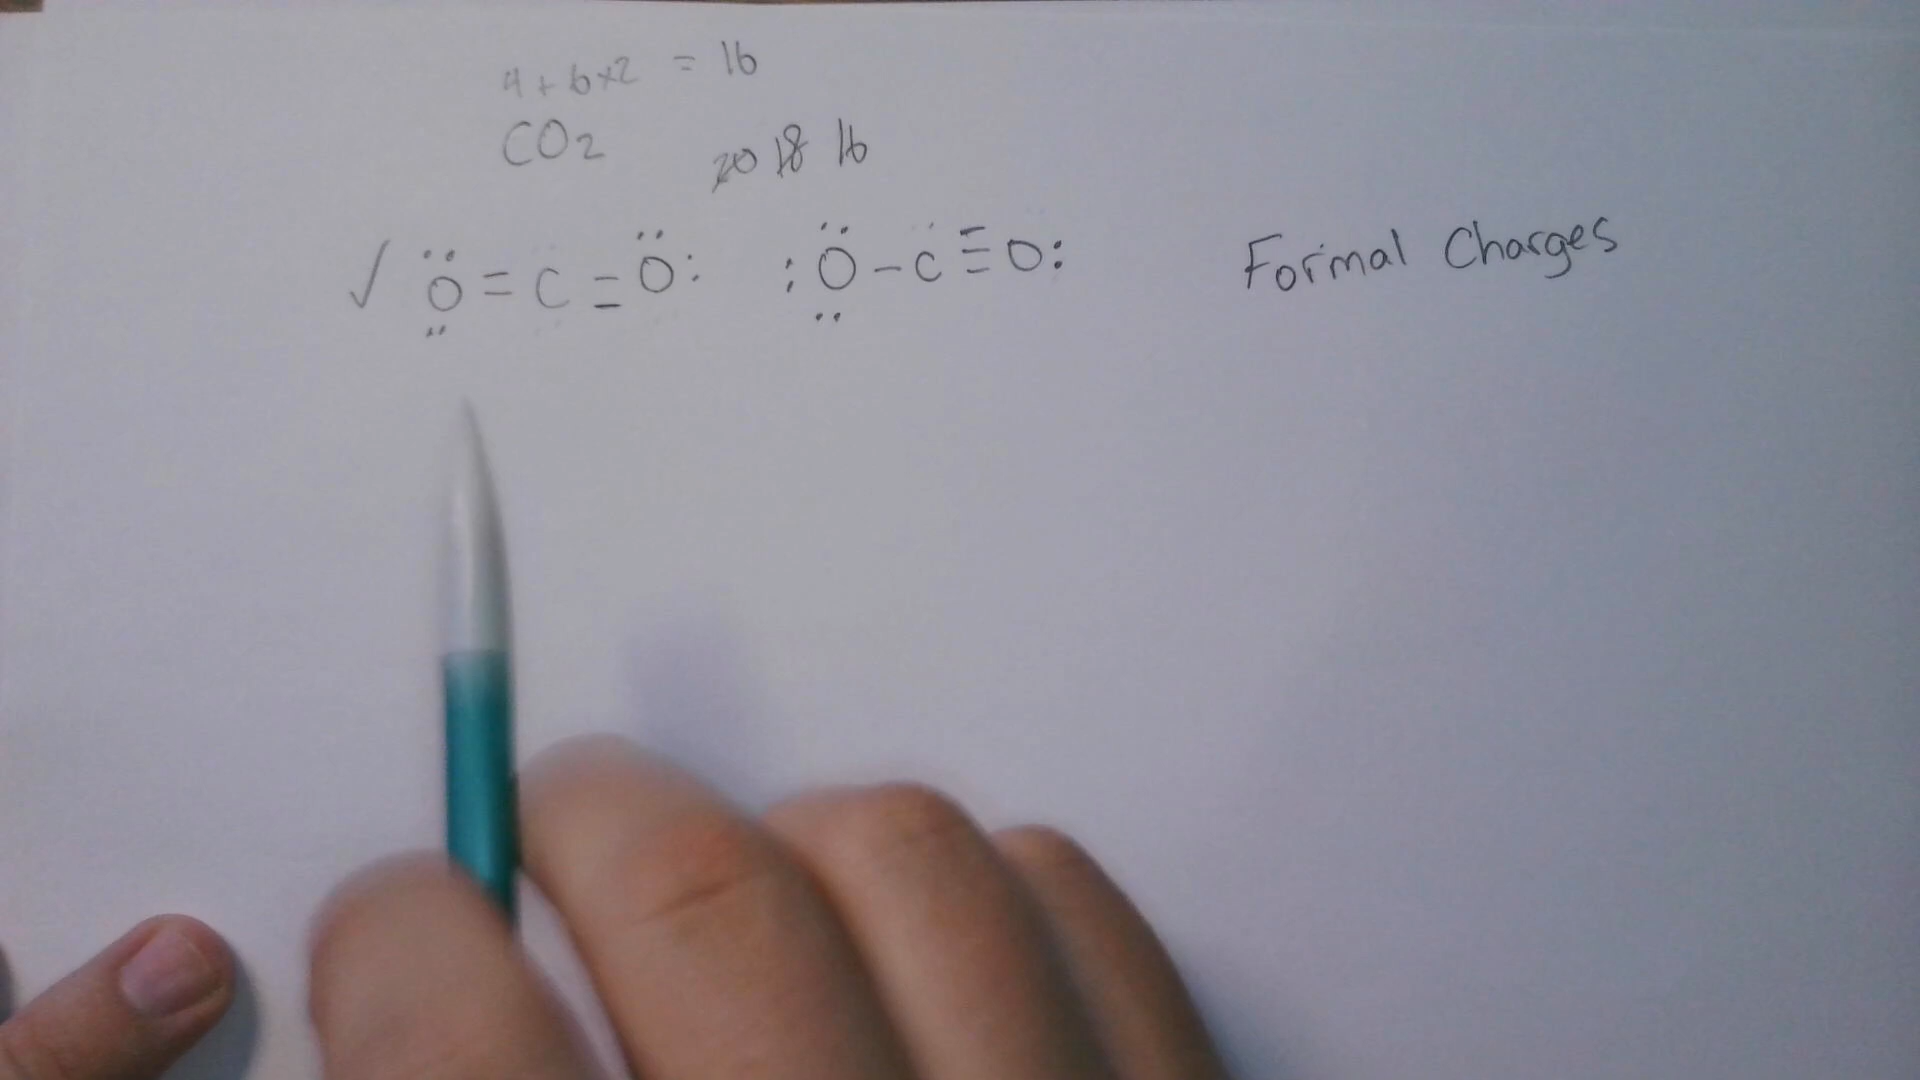 4 + 6×2 = 16
CO2 20 18 16
✓ Ö = C = Ö: :Ö - C ≡ O: Formal Charges